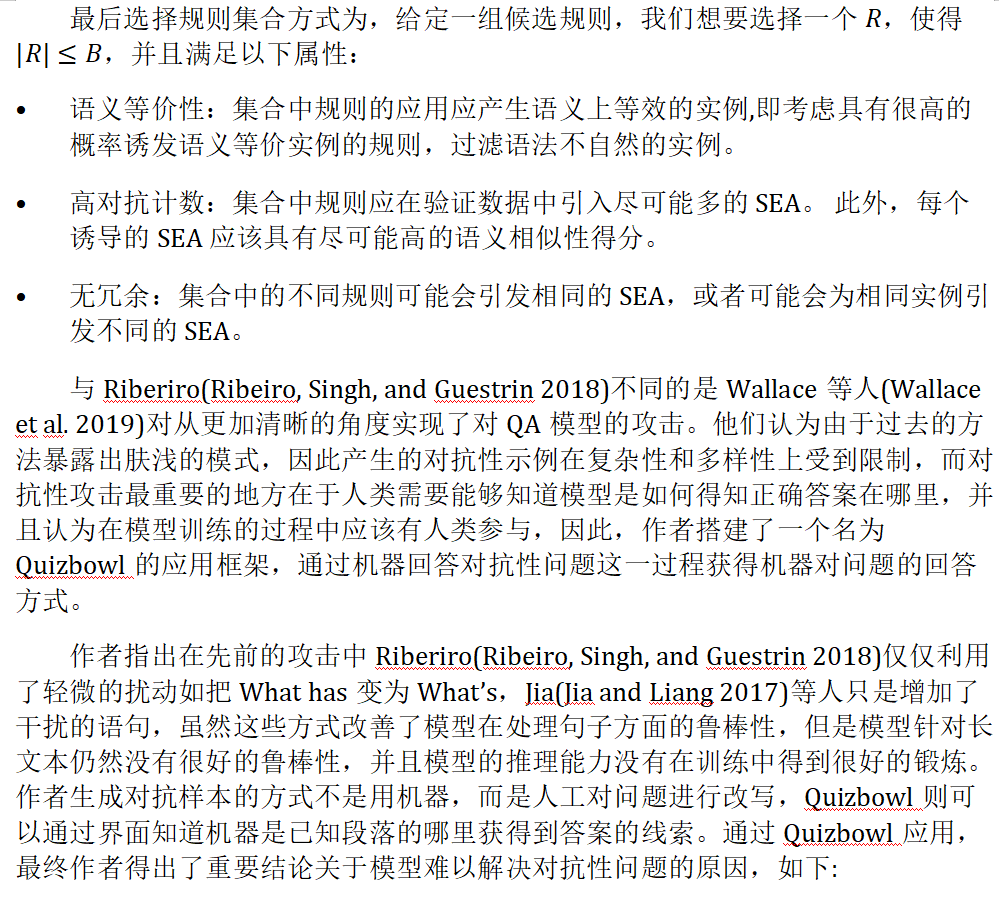 最后选择规则集合方式为，给定一组候选规则，我们想要选择一个 R，使得
|R| ≤ B，并且满足以下属性：
• 语义等价性：集合中规则的应用应产生语义上等效的实例,即考虑具有很高的
概率诱发语义等价实例的规则，过滤语法不自然的实例。
• 高对抗计数：集合中规则应在验证数据中引入尽可能多的 SEA。 此外，每个
诱导的 SEA 应该具有尽可能高的语义相似性得分。
• 无冗余：集合中的不同规则可能会引发相同的 SEA，或者可能会为相同实例引
发不同的 SEA。
与 Riberiro(Ribeiro, Singh, and Guestrin 2018)不同的是 Wallace 等人(Wallace
et al. 2019)对从更加清晰的角度实现了对 QA 模型的攻击。他们认为由于过去的方
法暴露出肤浅的模式，因此产生的对抗性示例在复杂性和多样性上受到限制，而对
抗性攻击最重要的地方在于人类需要能够知道模型是如何得知正确答案在哪里，并
且认为在模型训练的过程中应该有人类参与，因此，作者搭建了一个名为
Quizbowl 的应用框架，通过机器回答对抗性问题这一过程获得机器对问题的回答
方式。
作者指出在先前的攻击中 Riberiro(Ribeiro, Singh, and Guestrin 2018)仅仅利用
了轻微的扰动如把 What has 变为 What’s，Jia(Jia and Liang 2017)等人只是增加了
干扰的语句，虽然这些方式改善了模型在处理句子方面的鲁棒性，但是模型针对长
文本仍然没有很好的鲁棒性，并且模型的推理能力没有在训练中得到很好的锻炼。
作者生成对抗样本的方式不是用机器，而是人工对问题进行改写，Quizbowl 则可
以通过界面知道机器是已知段落的哪里获得到答案的线索。通过 Quizbowl 应用，
最终作者得出了重要结论关于模型难以解决对抗性问题的原因，如下: